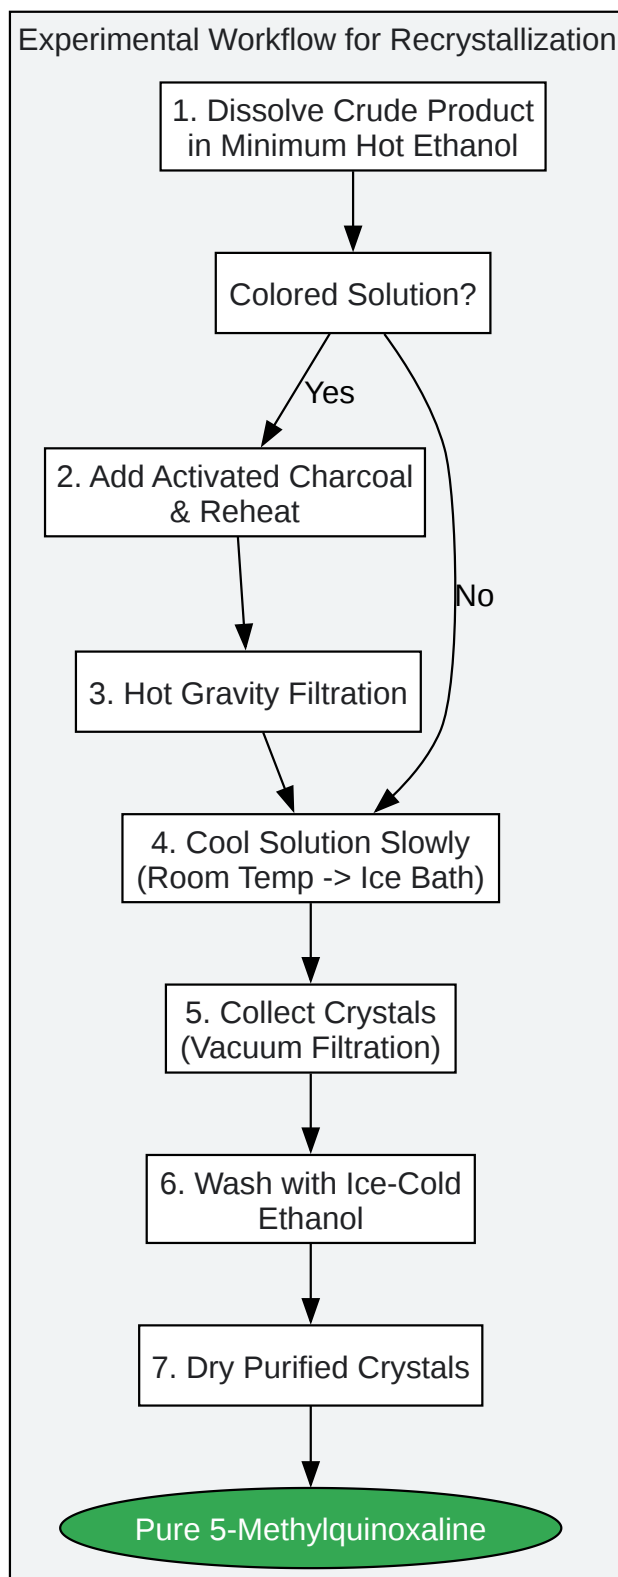 Experimental Workflow for Recrystallization
1. Dissolve Crude Product
in Minimum Hot Ethanol
Colored Solution?
Yes
2. Add Activated Charcoal
& Reheat
No
3. Hot Gravity Filtration
4. Cool Solution Slowly
(Room Temp -> Ice Bath)
5. Collect Crystals
(Vacuum Filtration)
6. Wash with Ice-Cold
Ethanol
7. Dry Purified Crystals
Pure 5-Methylquinoxaline